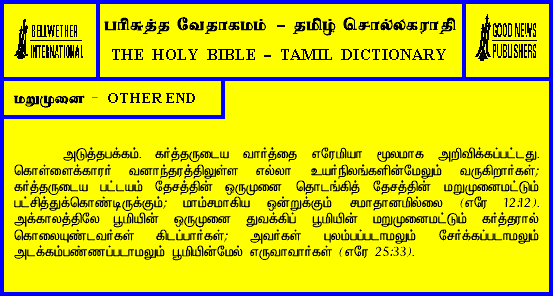 BELLWETHER
INTERNATIONAL
பரிசுத்த வேதாகமம் – தமிழ் சொல்லகராதி
THE HOLY BIBLE – TAMIL DICTIONARY
GOOD NEWS
PUBLISHERS
மறுமுனை – OTHER END
அடுத்தபக்கம். கர்த்தருடைய வார்த்தை எரேமியா மூலமாக அறிவிக்கப்பட்டது.
கொள்ளைக்காரர் வனாந்தரத்திலுள்ள எல்லா உயர்நிலங்களின்மேலும் வருகிறார்கள்;
கர்த்தருடைய பட்டயம் தேசத்தின் ஒருமுனை தொடங்கித் தேசத்தின் மறுமுனைமட்டும்
பட்சித்துக்கொண்டிருக்கும்; மாம்சமாகிய ஒன்றுக்கும் சமாதானமில்லை (எரே 12:12).
அக்காலத்திலே பூமியின் ஒருமுனை துவக்கிப் பூமியின் மறுமுனைமட்டும் கர்த்தரால்
கொலையுண்டவர்கள் கிடப்பார்கள்; அவர்கள் புலம்பப்படாமலும் சேர்க்கப்படாமலும்
அடக்கம்பண்ணப்படாமலும் பூமியின்மேல் எருவாவார்கள் (எரே 25:33).